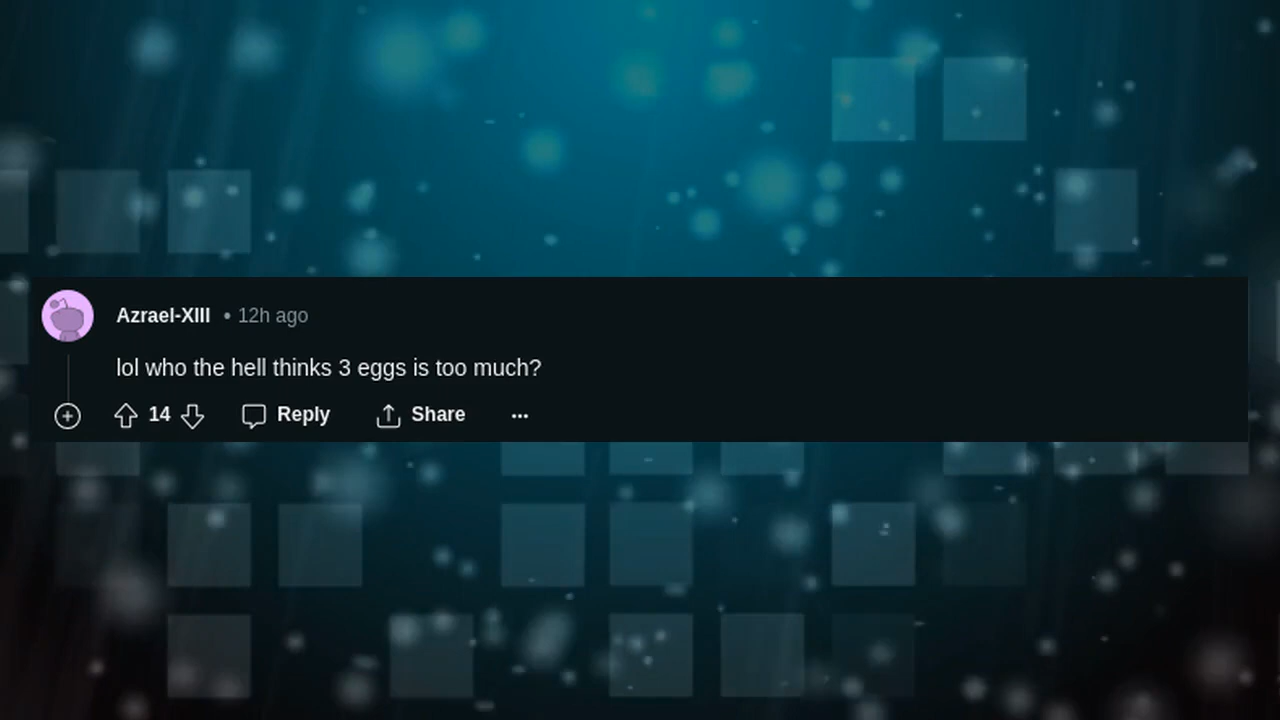 Azrael-XIII • 12h ago
lol who the hell thinks 3 eggs is too much?
14 Reply Share ...